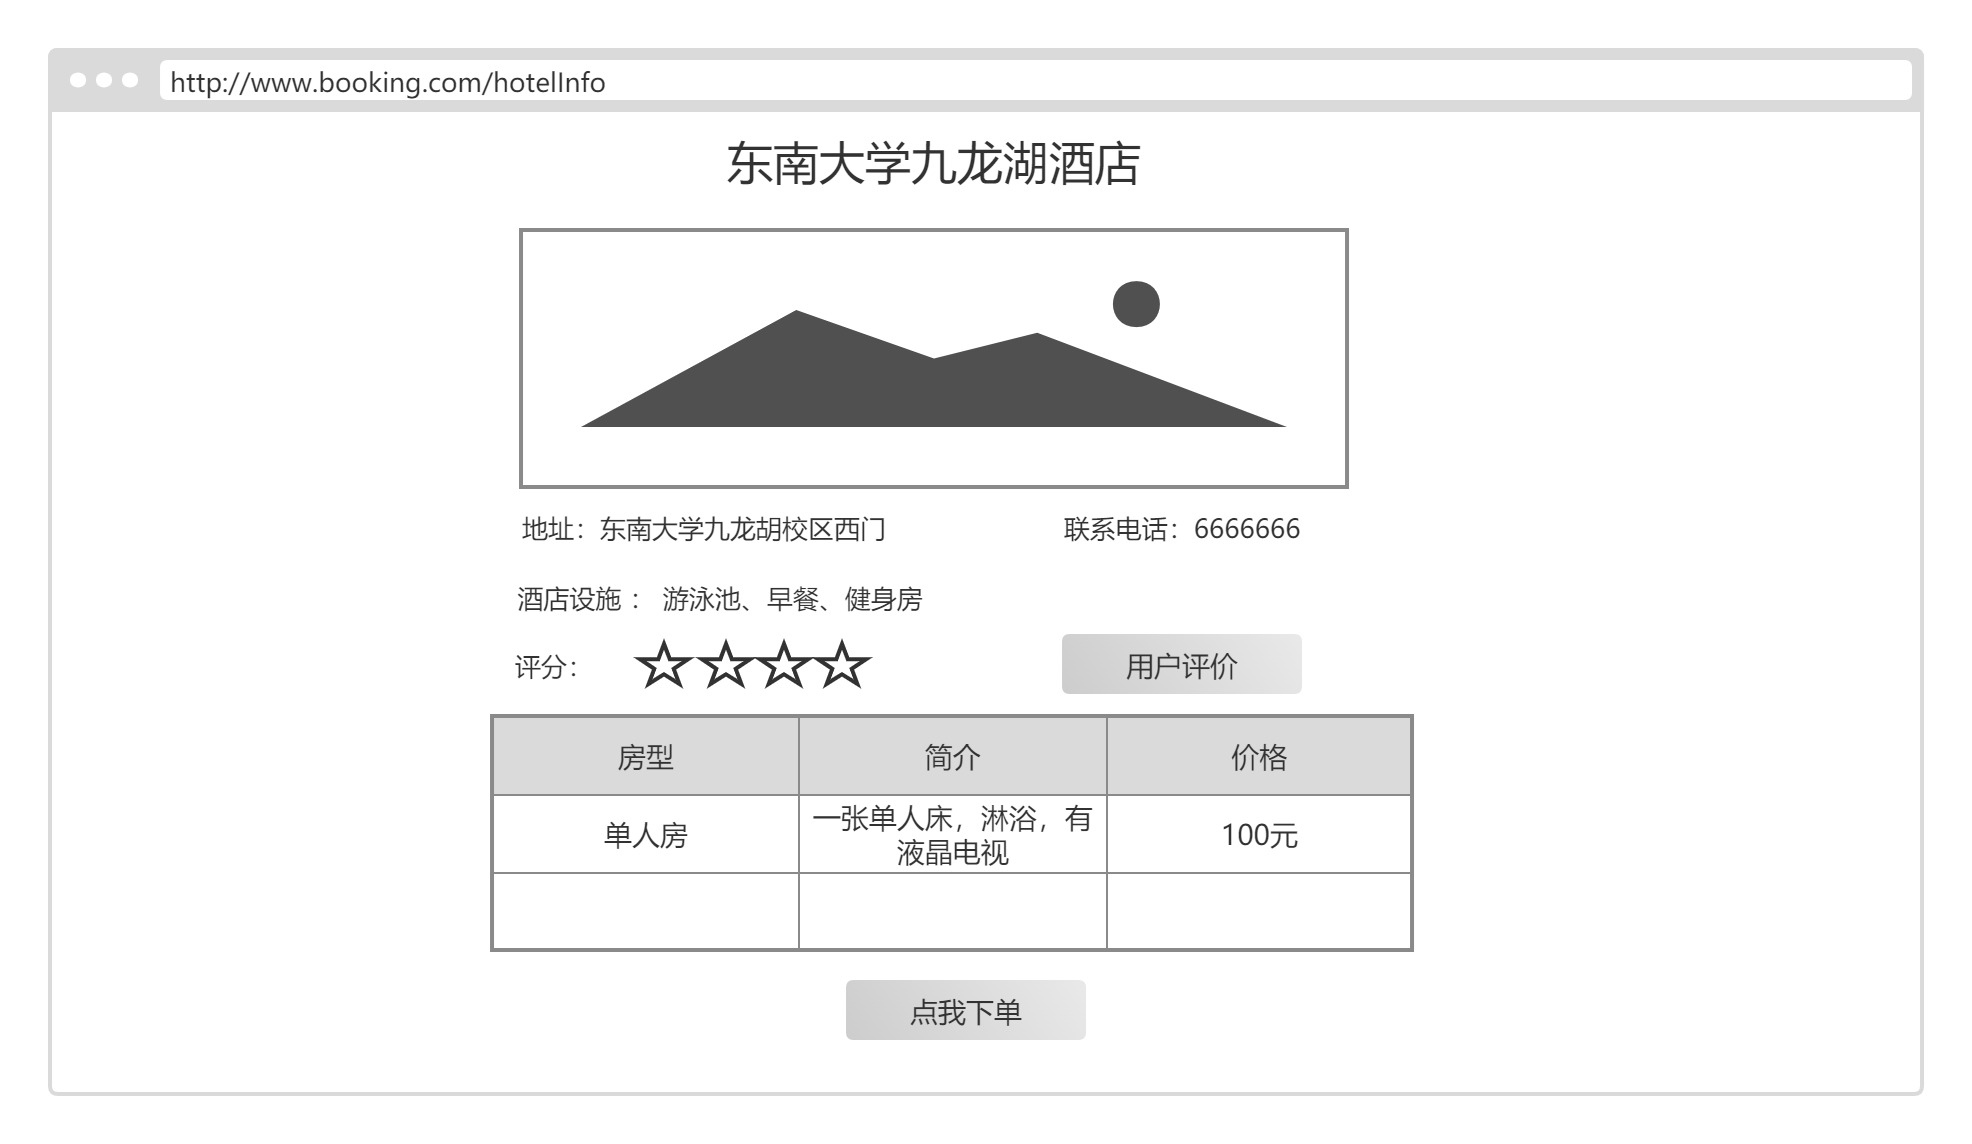 http://www.booking.com/hotelInfo
东南大学九龙湖酒店
地址：东南大学九龙胡校区西门
联系电话：6666666
酒店设施： 游泳池、早餐、健身房
评分：
用户评价
房型
简介
价格
单人房
一张单人床，淋浴，有
液晶电视
100元
点我下单